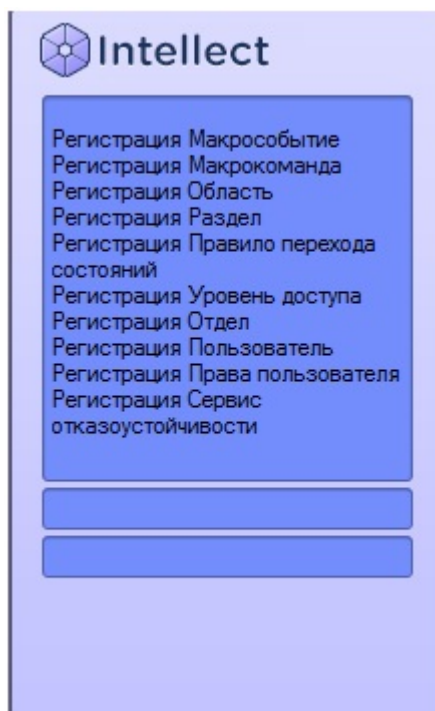 Intellect
Регистрация Макрособытие
Регистрация Макрокоманда
Регистрация Область
Регистрация Раздел
Регистрация Правило перехода
состояний
Регистрация Уровень доступа
Регистрация Отдел
Регистрация Пользователь
Регистрация Права пользователя
Регистрация Сервис
отказоустойчивости